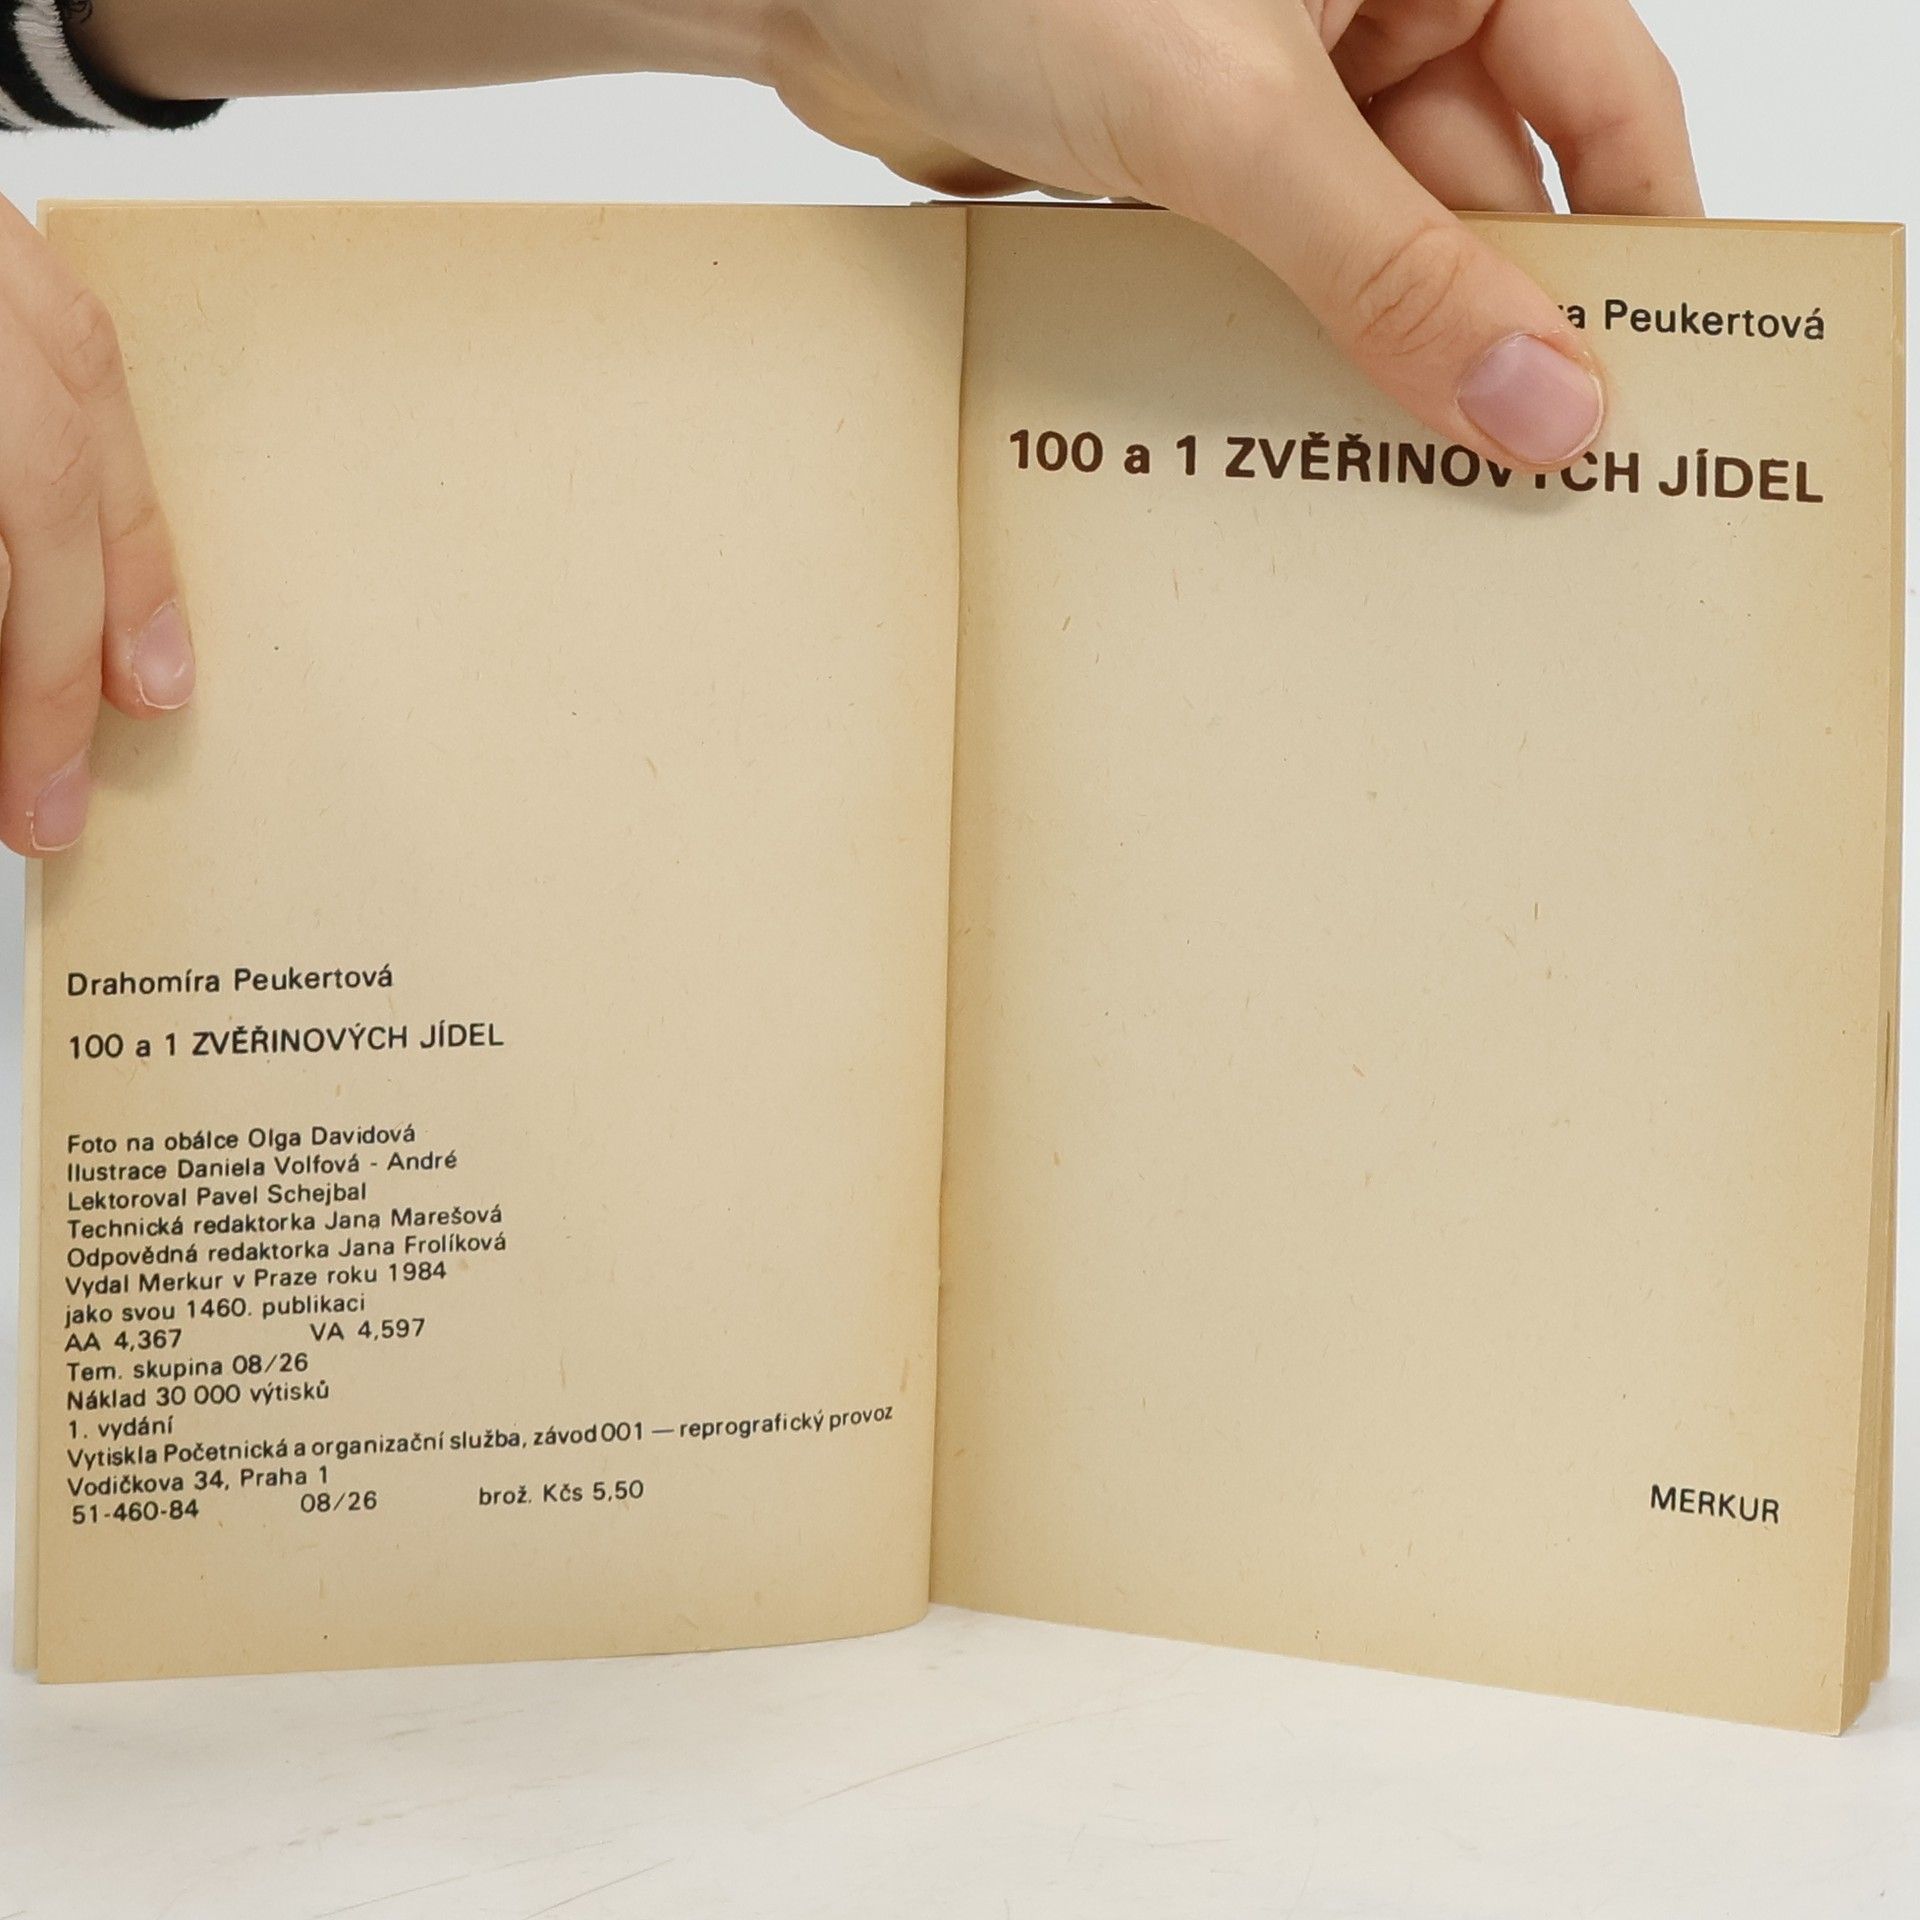 Drahomíra Peukertová
100 a 1 ZVĚŘINOVÝCH JÍDEL
Foto na obálce Olga Davidová
Ilustrace Daniela Volfová - André
Lektoroval Pavel Schejbal
Technická redaktorka Jana Marešová
Odpovědná redaktorka Jana Frolíková
Vydal Merkur v Praze roku 1984
jako svou 1460. publikaci
AA 4,367 VA 4,597
Tem. skupina 08/26
Náklad 30 000 výtisků
1. vydání
Vytiskla Početnická a organizační služba, závod 001 — reprografický provoz
Vodičkova 34, Praha 1
51-460-84 08/26 brož. Kčs 5,50
Peukertová
100 a 1 ZVĚŘINOVÝCH JÍDEL
MERKUR